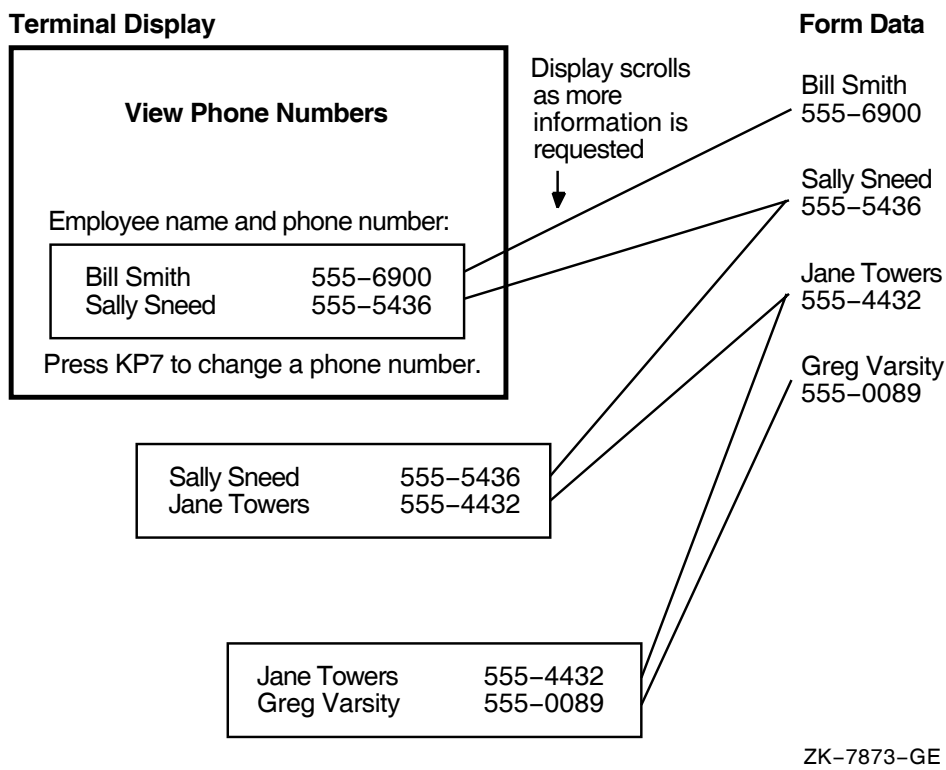 Terminal Display
View Phone Numbers
Employee name and phone number:
Bill Smith 555–6900
Sally Sneed 555–5436
Press KP7 to change a phone number.
Display scrolls
as more
information is
requested
Form Data
Bill Smith
555–6900
Sally Sneed
555–5436
Jane Towers
555–4432
Greg Varsity
555–0089
Sally Sneed 555–5436
Jane Towers 555–4432
Jane Towers 555–4432
Greg Varsity 555–0089
ZK–7873–GE